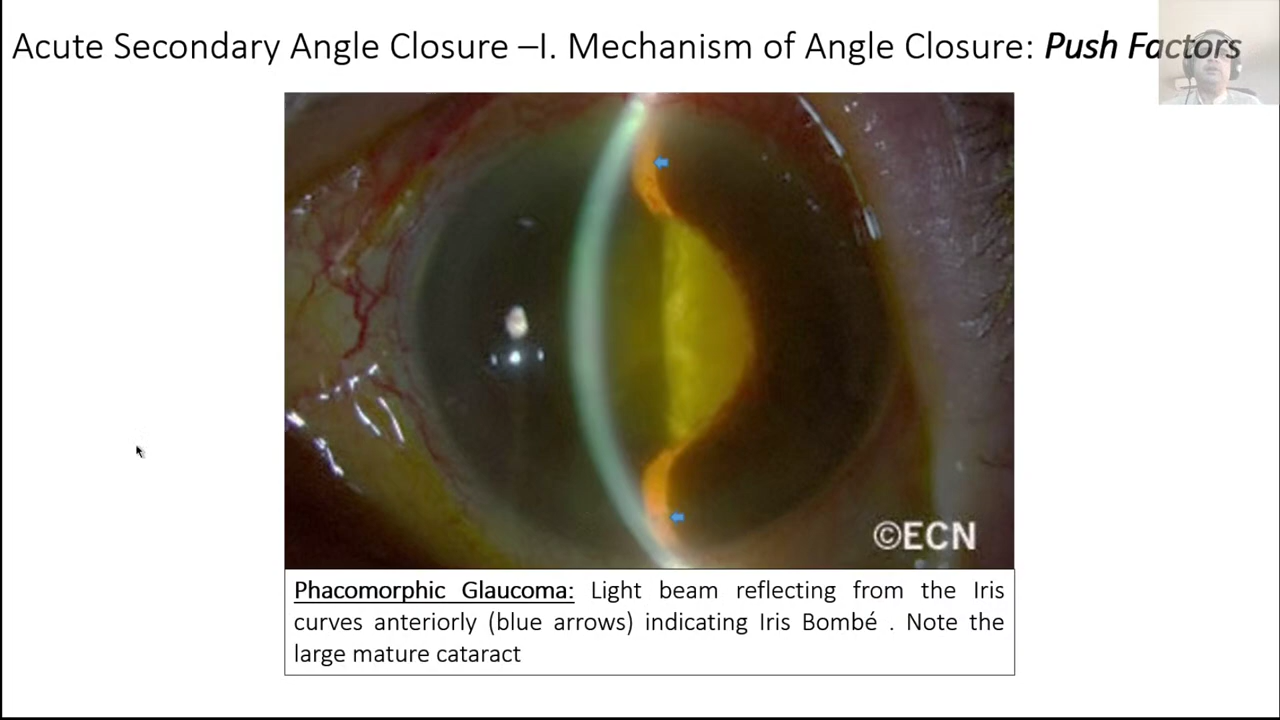 Acute Secondary Angle Closure –I. Mechanism of Angle Closure: Push Factors
©ECN
Phacomorphic Glaucoma: Light beam reflecting from the Iris
curves anteriorly (blue arrows) indicating Iris Bombé . Note the
large mature cataract